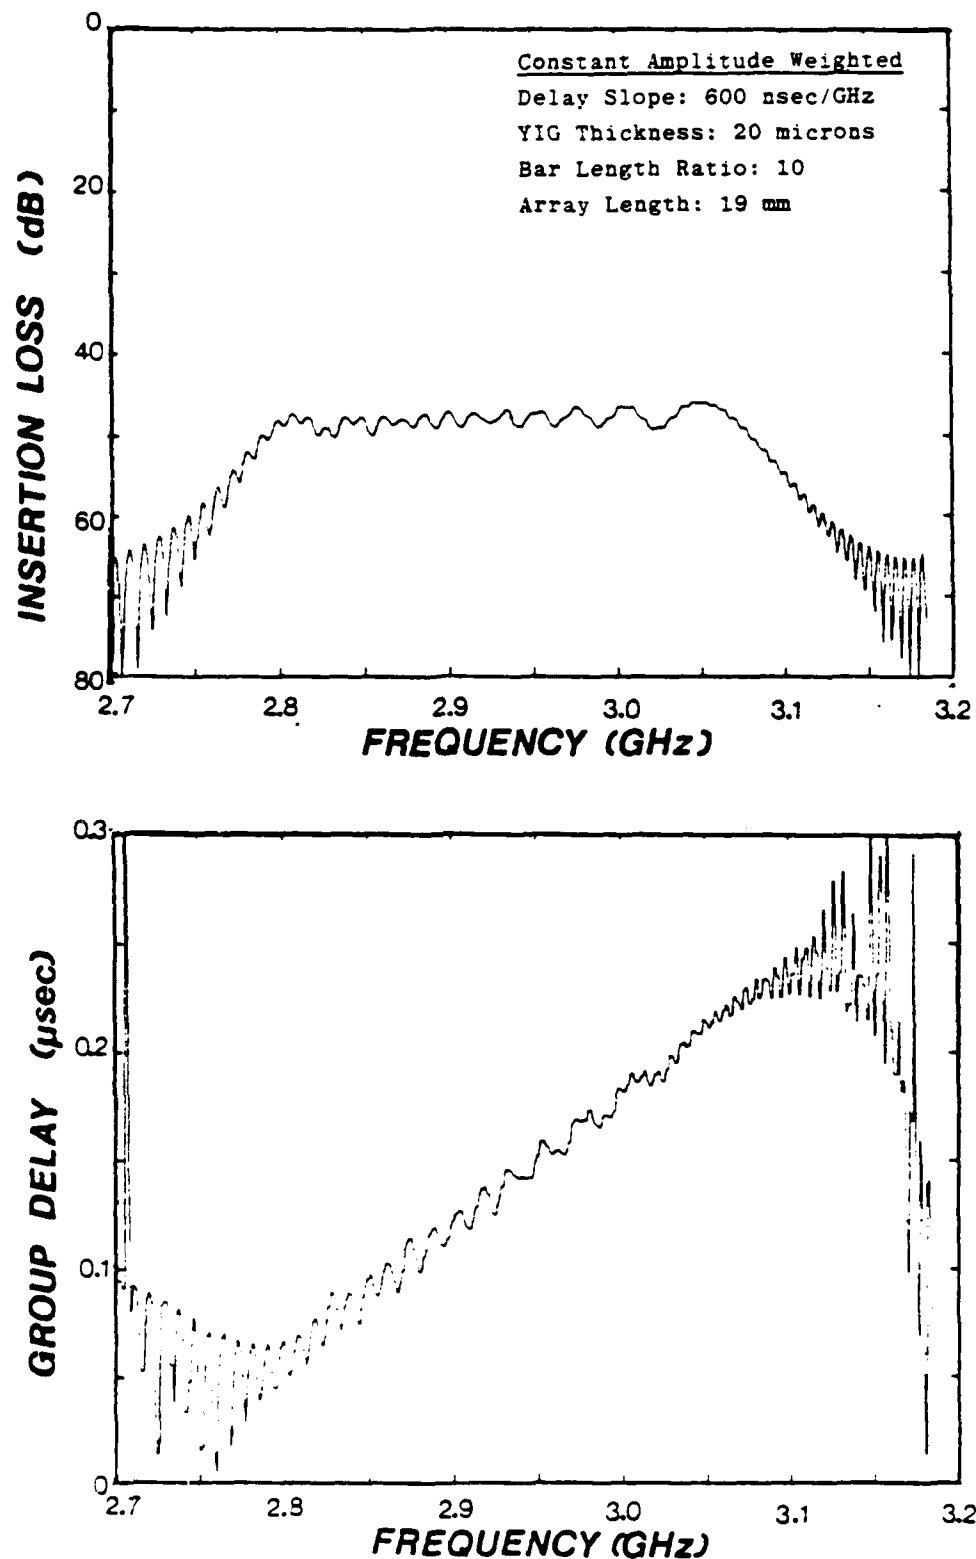 0
Constant Amplitude Weighted
Delay Slope: 600 nsec/GHz
YIG Thickness: 20 microns
Bar Length Ratio: 10
Array Length: 19 mm
20
40
60
80
INSERTION LOSS (dB)
2.7 2.8 2.9 3.0 3.1 3.2
FREQUENCY (GHz)
0.3
0.2
0.1
0
GROUP DELAY (μsec)
2.7 2.8 2.9 3.0 3.1 3.2
FREQUENCY (GHz)